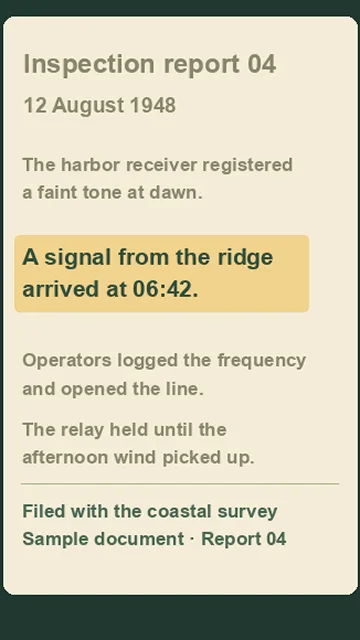 Inspection report 04
12 August 1948
The harbor receiver registered
a faint tone at dawn.
A signal from the ridge
arrived at 06:42.
Operators logged the frequency
and opened the line.
The relay held until the
afternoon wind picked up.
Filed with the coastal survey
Sample document · Report 04